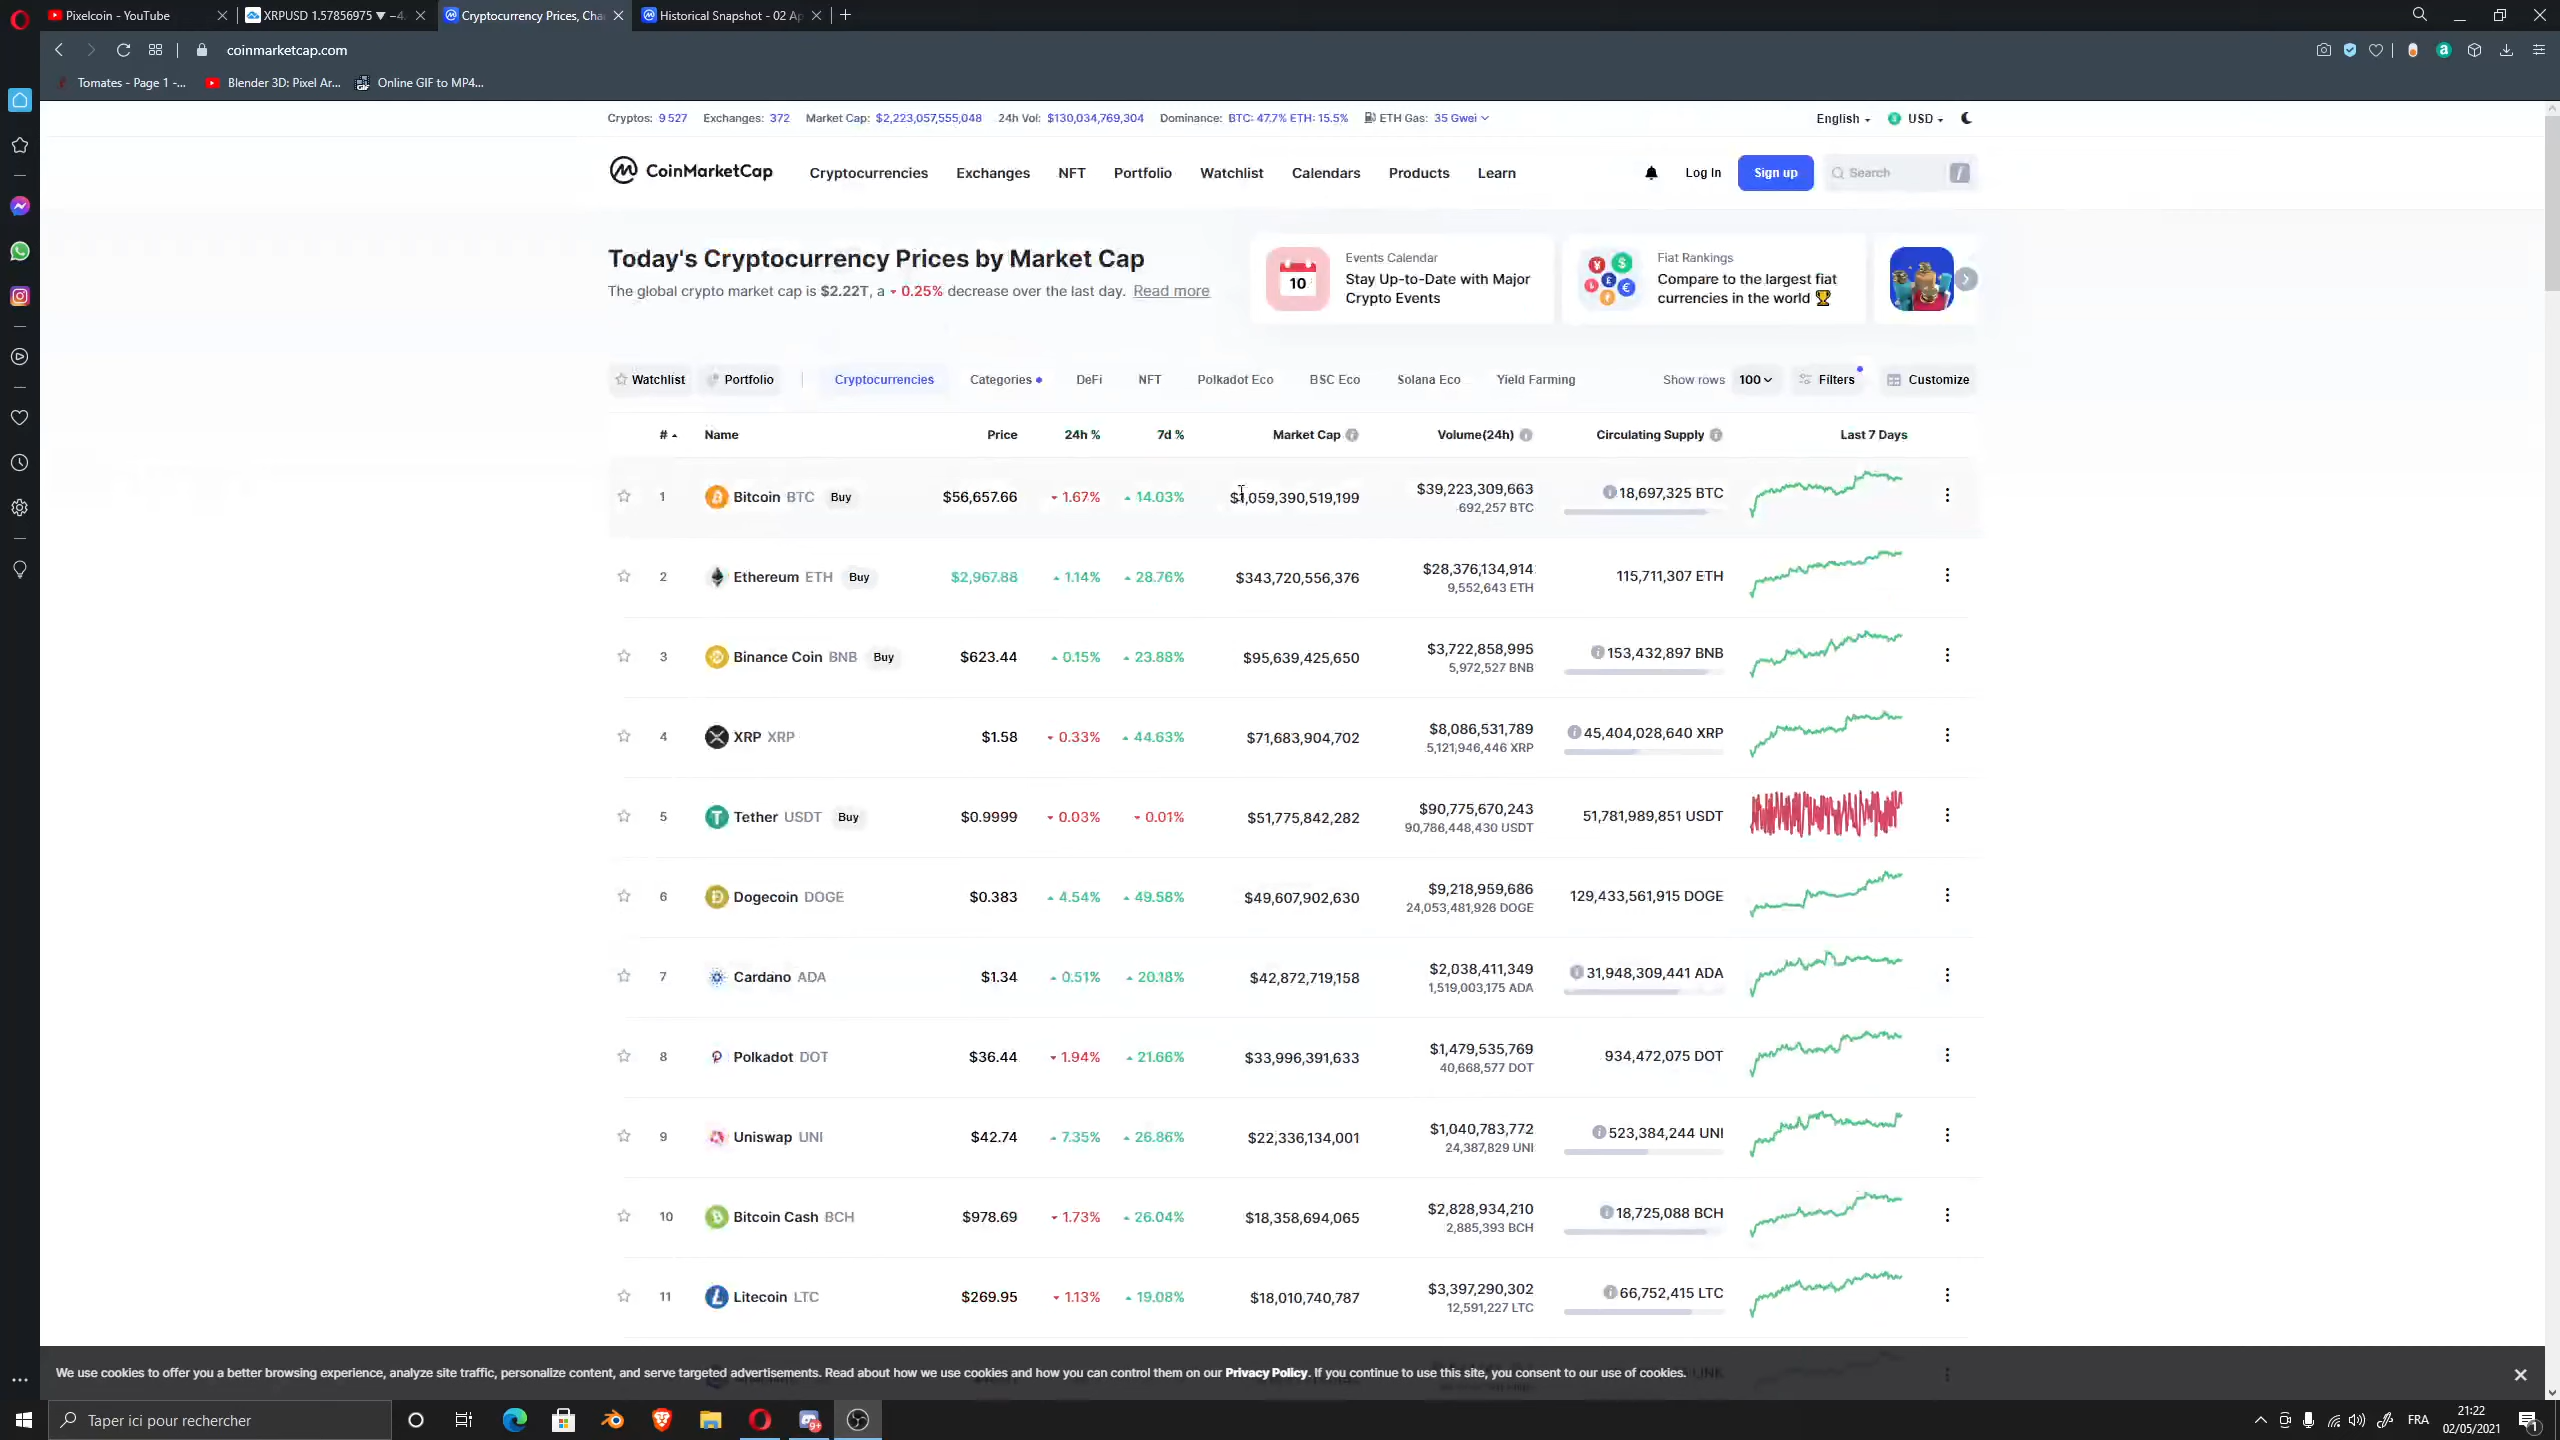 Pixelcoin - YouTube
XRPUSD 1.57856975 ▼ −4.
Cryptocurrency Prices, Cha
Historical Snapshot - 02 Ap
coinmarketcap.com
Tomates - Page 1 -...
Blender 3D: Pixel Ar...
Online GIF to MP4...
Cryptos: 9 527 Exchanges: 372 Market Cap: $2,223,057,555,048 24h Vol: $130,034,769,304 Dominance: BTC: 47.7% ETH: 15.5% ETH Gas: 35 Gwei
English USD
CoinMarketCap
Cryptocurrencies Exchanges NFT Portfolio Watchlist Calendars Products Learn
Log In Sign up Search /
Today's Cryptocurrency Prices by Market Cap
The global crypto market cap is $2.22T, a 0.25% decrease over the last day. Read more
10
Events Calendar
Stay Up-to-Date with Major
Crypto Events
Fiat Rankings
Compare to the largest fiat
currencies in the world 🏆
Watchlist Portfolio Cryptocurrencies Categories DeFi NFT Polkadot Eco BSC Eco Solana Eco Yield Farming Show rows 100 Filters Customize
# Name Price 24h % 7d % Market Cap Volume(24h) Circulating Supply Last 7 Days
1 Bitcoin BTC Buy $56,657.66 1.67% 14.03% $1,059,390,519,199 $39,223,309,663 18,697,325 BTC
692,257 BTC
2 Ethereum ETH Buy $2,967.88 1.14% 28.76% $343,720,556,376 $28,376,134,914 115,711,307 ETH
9,552,643 ETH
3 Binance Coin BNB Buy $623.44 0.15% 23.88% $95,639,425,650 $3,722,858,995 153,432,897 BNB
5,972,527 BNB
4 XRP XRP $1.58 0.33% 44.63% $71,683,904,702 $8,086,531,789 45,404,028,640 XRP
5,121,946,446 XRP
5 Tether USDT Buy $0.9999 0.03% 0.01% $51,775,842,282 $90,775,670,243 51,781,989,851 USDT
90,786,448,430 USDT
6 Dogecoin DOGE $0.383 4.54% 49.58% $49,607,902,630 $9,218,959,686 129,433,561,915 DOGE
24,053,481,926 DOGE
7 Cardano ADA $1.34 0.51% 20.18% $42,872,719,158 $2,038,411,349 31,948,309,441 ADA
1,519,003,175 ADA
8 Polkadot DOT $36.44 1.94% 21.66% $33,996,391,633 $1,479,535,769 934,472,075 DOT
40,668,577 DOT
9 Uniswap UNI $42.74 7.35% 26.86% $22,336,134,001 $1,040,783,772 523,384,244 UNI
24,387,829 UNI
10 Bitcoin Cash BCH $978.69 1.73% 26.04% $18,358,694,065 $2,828,934,210 18,725,088 BCH
2,885,393 BCH
11 Litecoin LTC $269.95 1.13% 19.08% $18,010,740,787 $3,397,290,302 66,752,415 LTC
12,591,227 LTC
We use cookies to offer you a better browsing experience, analyze site traffic, personalize content, and serve targeted advertisements. Read about how we use cookies and how you can control them on our Privacy Policy. If you continue to use this site, you consent to our use of cookies.
LINK
Taper ici pour rechercher
9+
FRA
21:22
02/05/2021
1